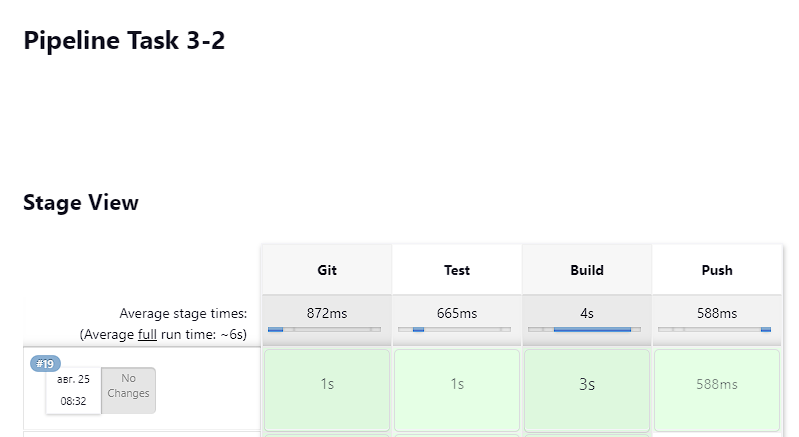 Pipeline Task 3-2
Stage View
Git Test Build Push
Average stage times: 872ms 665ms 4s 588ms
(Average full run time: ~6s)
#19
авг. 25 No
08:32 Changes
1s 1s 3s 588ms